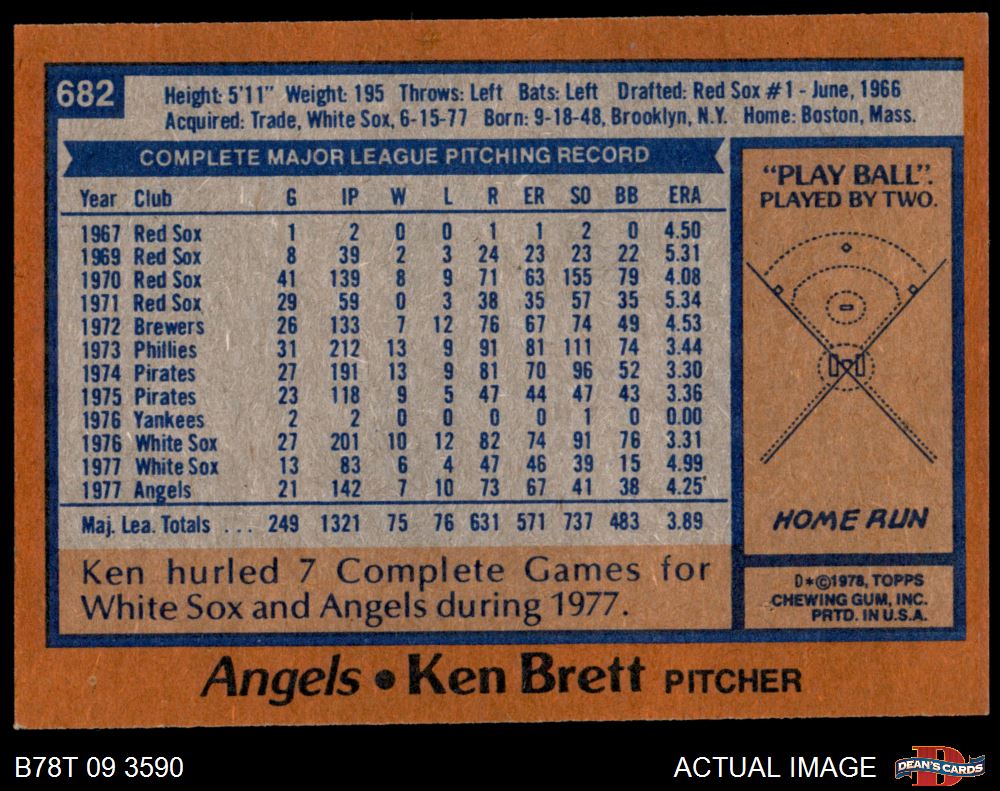 682
Height: 5'11" Weight: 195 Throws: Left Bats: Left Drafted: Red Sox #1 - June, 1966
Acquired: Trade, White Sox, 6-15-77 Born: 9-18-48, Brooklyn, N.Y. Home: Boston, Mass.
COMPLETE MAJOR LEAGUE PITCHING RECORD
Year Club G IP W L R ER SO BB ERA
1967 Red Sox 1 2 0 0 1 1 2 0 4.50
1969 Red Sox 8 39 2 3 24 23 23 22 5.31
1970 Red Sox 41 139 8 9 71 63 155 79 4.08
1971 Red Sox 29 59 0 3 38 35 57 35 5.34
1972 Brewers 26 133 7 12 76 67 74 49 4.53
1973 Phillies 31 212 13 9 91 81 111 74 3.44
1974 Pirates 27 191 13 9 81 70 96 52 3.30
1975 Pirates 23 118 9 5 47 44 47 43 3.36
1976 Yankees 2 2 0 0 0 0 1 0 0.00
1976 White Sox 27 201 10 12 82 74 91 76 3.31
1977 White Sox 13 83 6 4 47 46 39 15 4.99
1977 Angels 21 142 7 10 73 67 41 38 4.25
Maj. Lea. Totals ... 249 1321 75 76 631 571 737 483 3.89
Ken hurled 7 Complete Games for
White Sox and Angels during 1977.
"PLAY BALL".
PLAYED BY TWO.
HOME RUN
D*©1978, TOPPS
CHEWING GUM, INC.
PRTD. IN U.S.A.
Angels • Ken Brett PITCHER
B78T 09 3590
ACTUAL IMAGE
D
DEAN'S CARDS